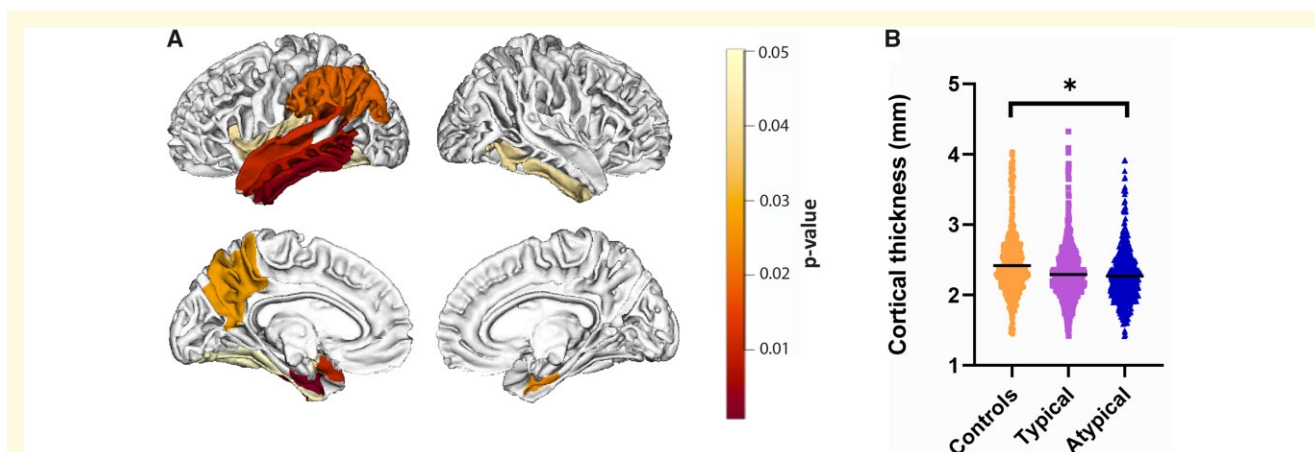 A
0.05
0.04
0.03
0.02
0.01
p-value
B
*
Cortical thickness (mm)
5
4
3
2
1
Controls
Typical
Atypical